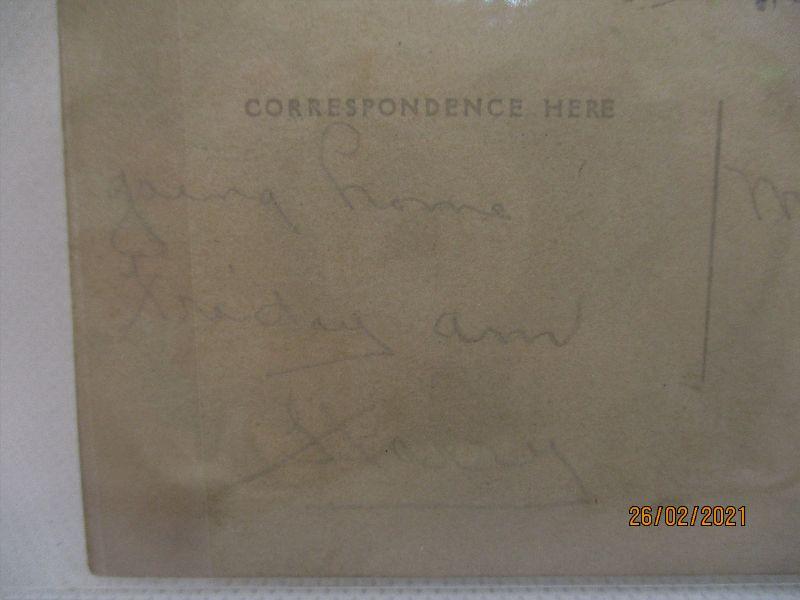 CORRESPONDENCE HERE
going home
Friday am
26/02/2021